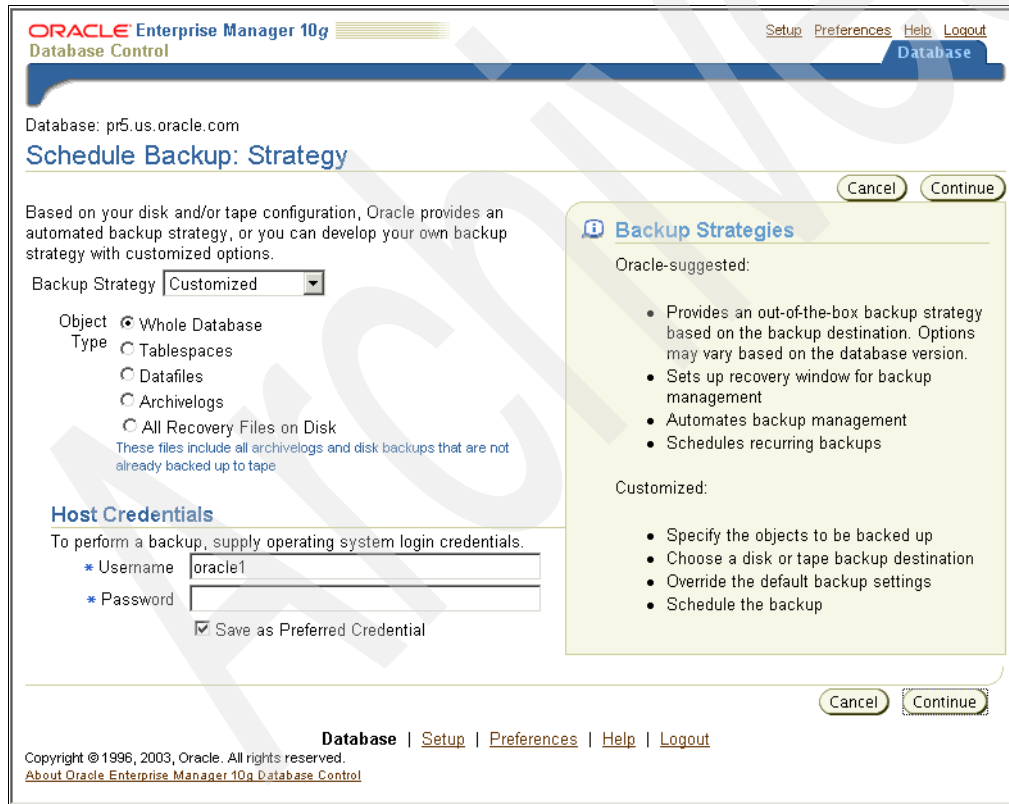 ORACLE Enterprise Manager 10g
Database Control
Setup Preferences Help Logout
Database
Database: pr5.us.oracle.com
Schedule Backup: Strategy
Cancel Continue
Based on your disk and/or tape configuration, Oracle provides an
automated backup strategy, or you can develop your own backup
strategy with customized options.
Backup Strategy Customized
Object Type
Whole Database
Tablespaces
Datafiles
Archivelogs
All Recovery Files on Disk
These files include all archivelogs and disk backups that are not
already backed up to tape
Host Credentials
To perform a backup, supply operating system login credentials.
* Username oracle1
* Password
Save as Preferred Credential
Backup Strategies
Oracle-suggested:
• Provides an out-of-the-box backup strategy
based on the backup destination. Options
may vary based on the database version.
• Sets up recovery window for backup
management
• Automates backup management
• Schedules recurring backups
Customized:
• Specify the objects to be backed up
• Choose a disk or tape backup destination
• Override the default backup settings
• Schedule the backup
Cancel Continue
Database | Setup | Preferences | Help | Logout
Copyright © 1996, 2003, Oracle. All rights reserved.
About Oracle Enterprise Manager 10g Database Control